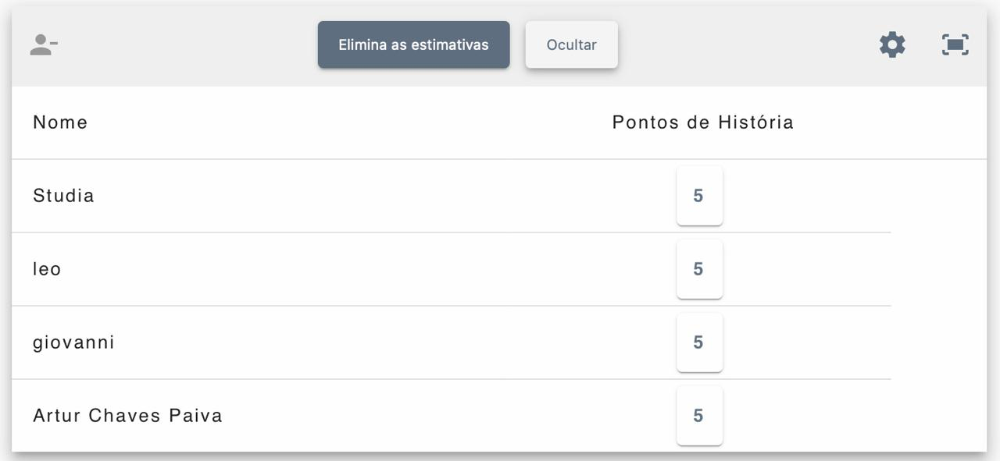 Elimina as estimativas Ocultar
Nome Pontos de História
Studia 5
leo 5
giovanni 5
Artur Chaves Paiva 5